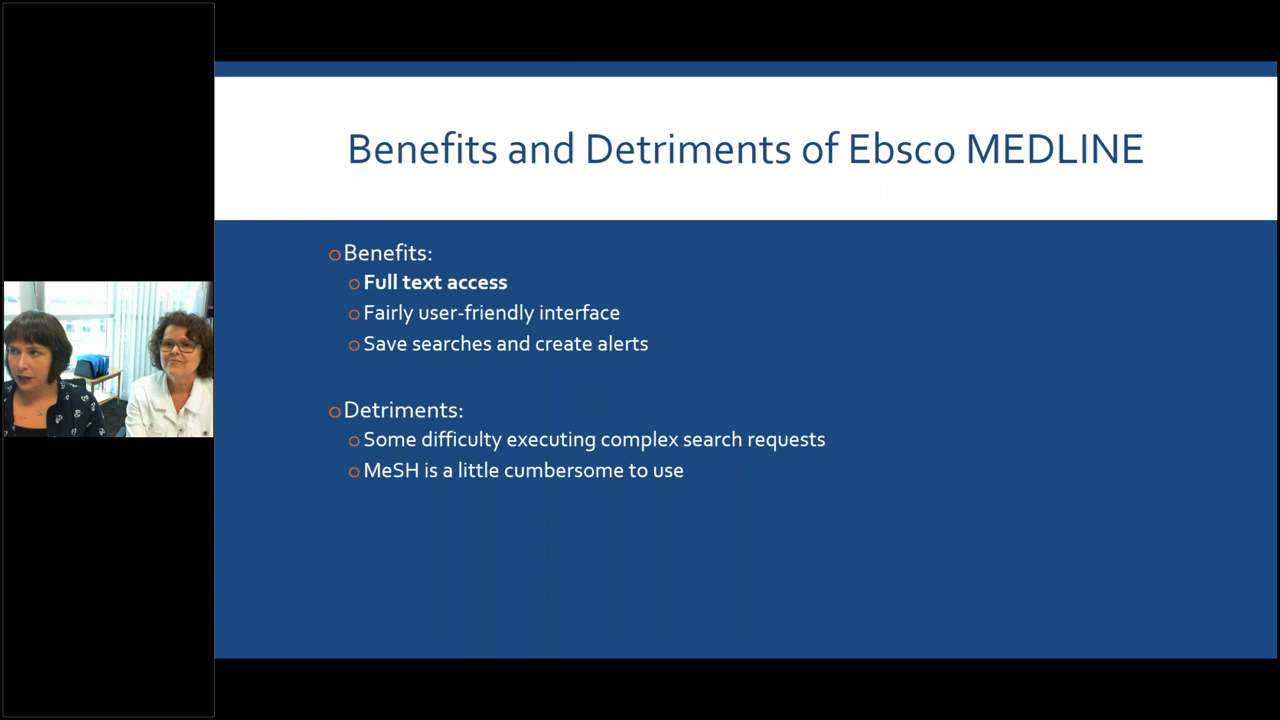 Benefits and Detriments of Ebsco MEDLINE
Benefits:
Full text access
Fairly user-friendly interface
Save searches and create alerts
Detriments:
Some difficulty executing complex search requests
MeSH is a little cumbersome to use